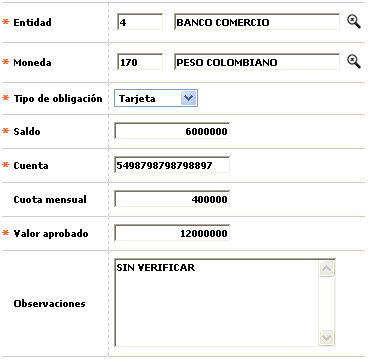 * Entidad 4 BANCO COMERCIO
* Moneda 170 PESO COLOMBIANO
* Tipo de obligación Tarjeta
* Saldo 6000000
* Cuenta 5498798798798897
Cuota mensual 400000
* Valor aprobado 12000000
SIN VERIFICAR
Observaciones